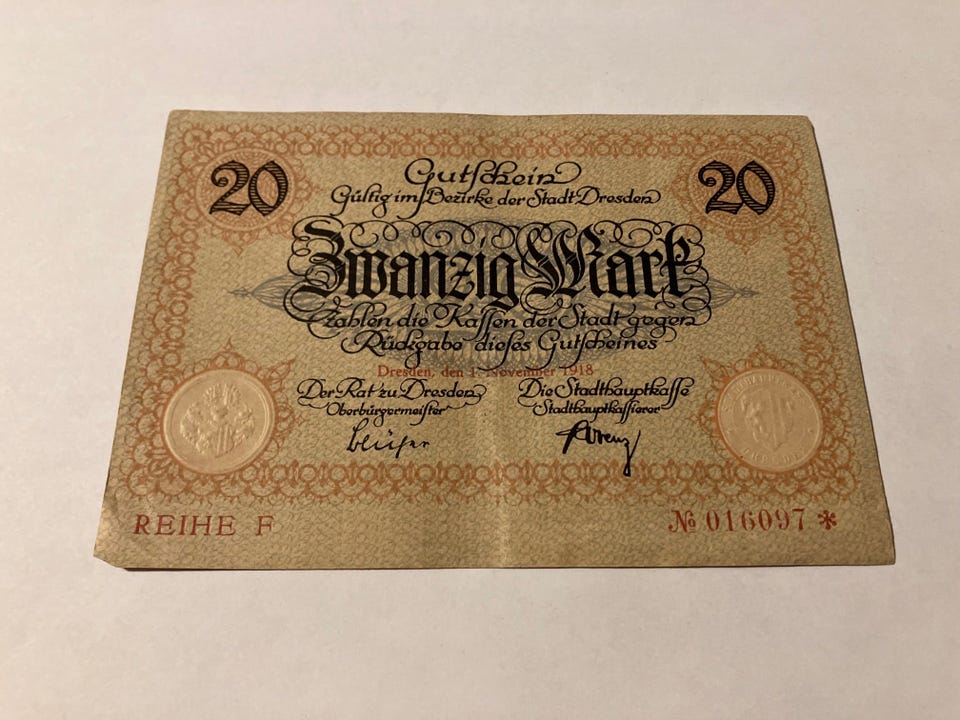 20 20
Gutschein
Gültig im Bezirke der Stadt Dresden
Zwanzig Mark
zahlen die Kassen der Stadt gegen
Rückgabe dieses Gutscheines
Dresden, den 1. November 1918
Der Rat zu Dresden Die Stadthauptkasse
Oberbürgermeister Stadthauptkassierer
Blüher
REIHE F № 016097 *